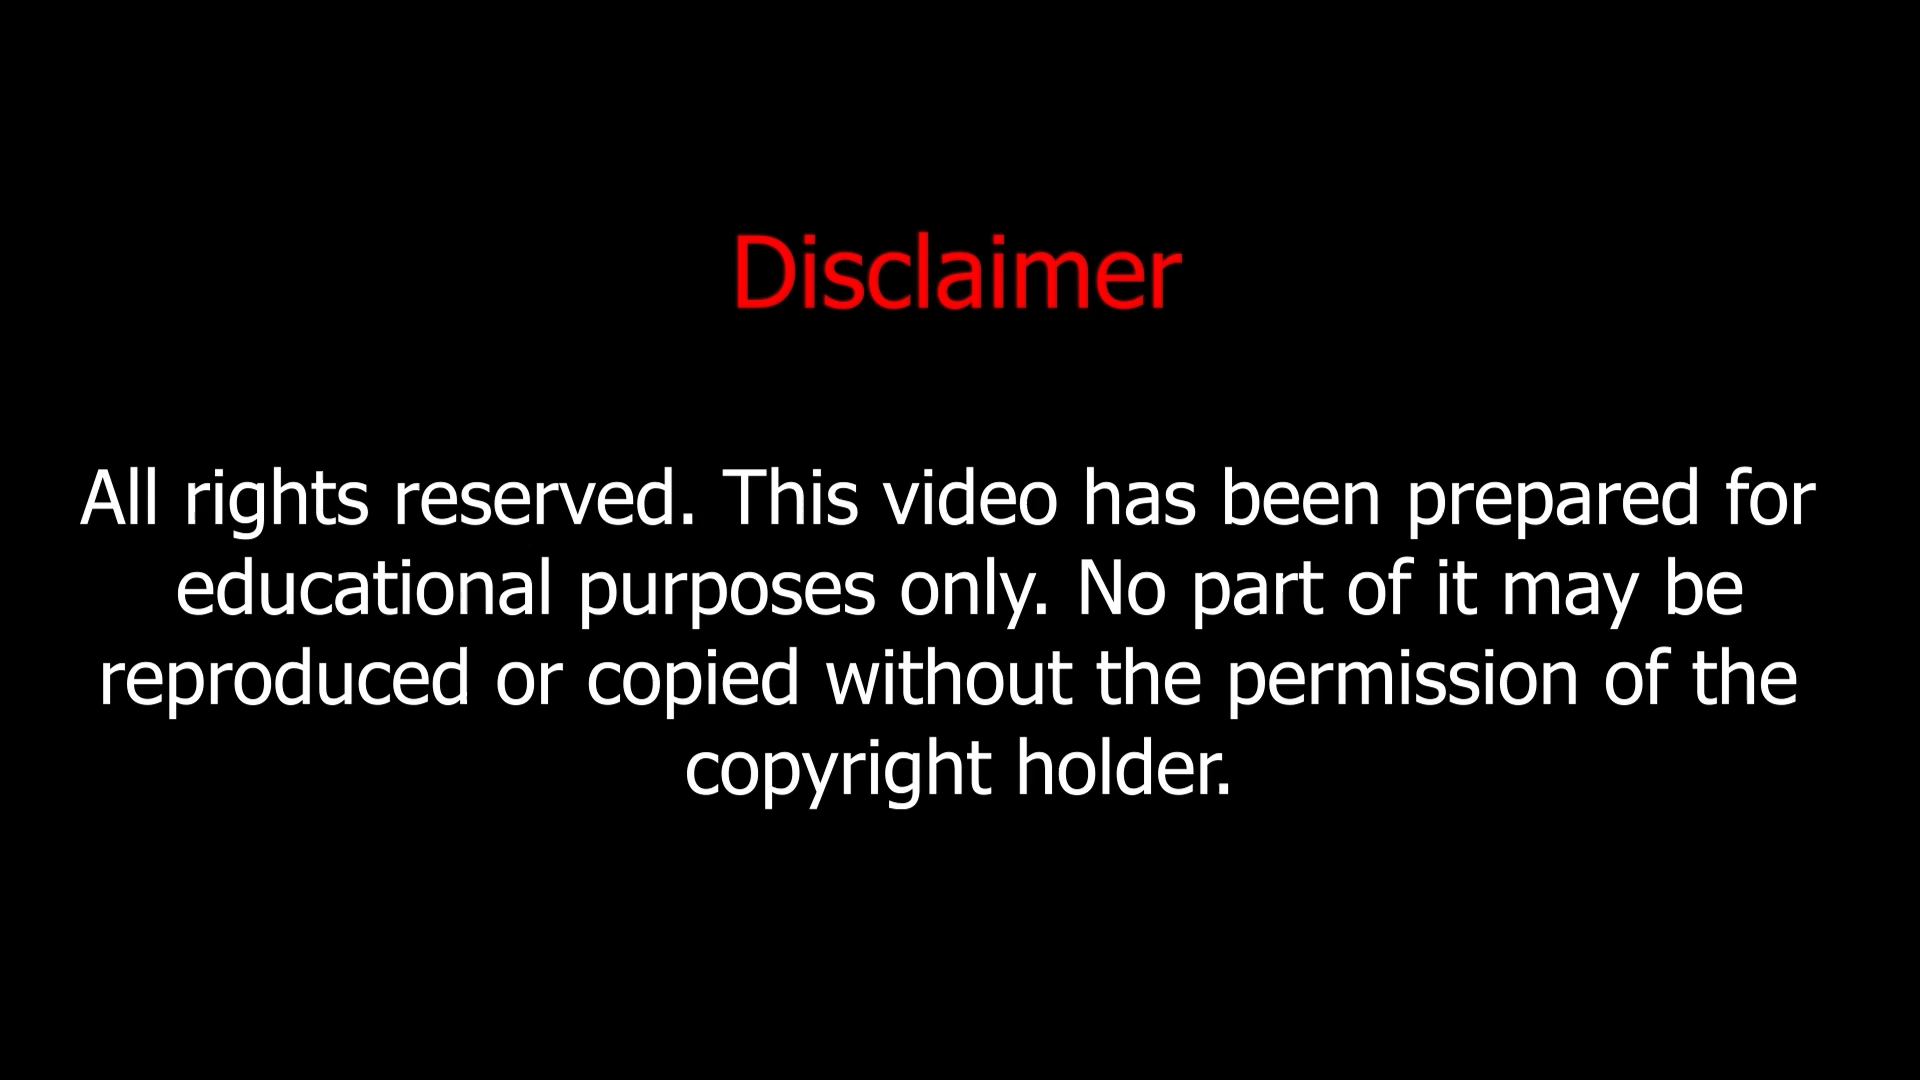 Disclaimer
All rights reserved. This video has been prepared for
educational purposes only. No part of it may be
reproduced or copied without the permission of the
copyright holder.